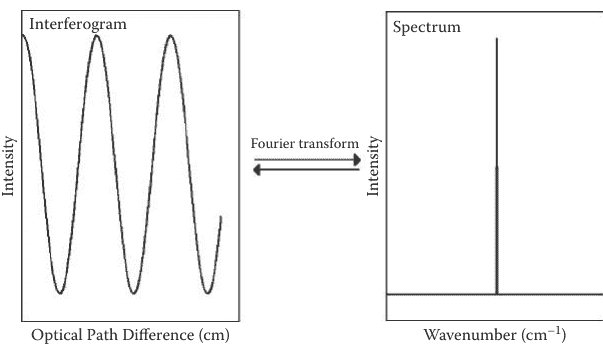 Interferogram
Intensity
Optical Path Difference (cm)
Fourier transform
Spectrum
Intensity
Wavenumber (cm⁻¹)